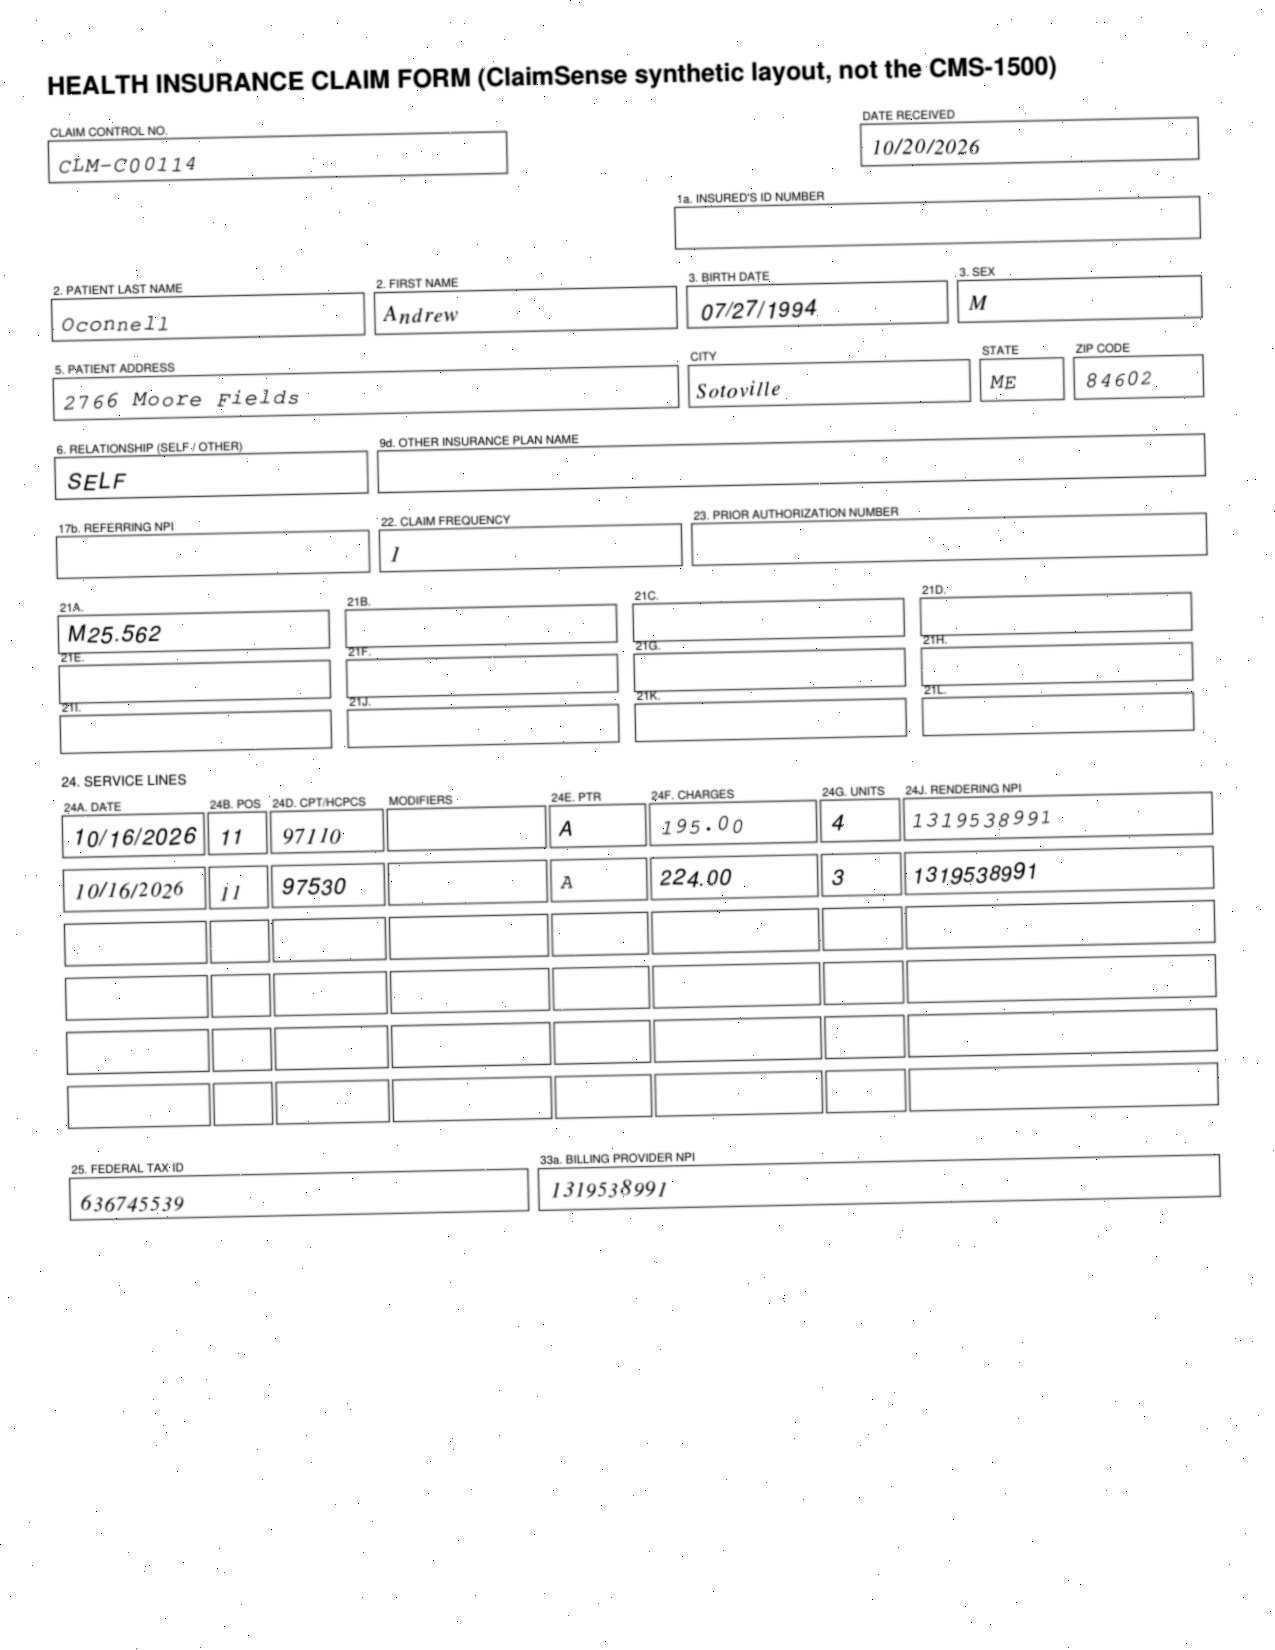 HEALTH INSURANCE CLAIM FORM (ClaimSense synthetic layout, not the CMS-1500)
CLAIM CONTROL NO. DATE RECEIVED
CLM-C00114 10/20/2026
1a. INSURED'S ID NUMBER
2. PATIENT LAST NAME 2. FIRST NAME 3. BIRTH DATE 3. SEX
Oconnell Andrew 07/27/1994 M
5. PATIENT ADDRESS CITY STATE ZIP CODE
2766 Moore Fields Sotoville ME 84602
6. RELATIONSHIP (SELF / OTHER) 9d. OTHER INSURANCE PLAN NAME
SELF
17b. REFERRING NPI 22. CLAIM FREQUENCY 23. PRIOR AUTHORIZATION NUMBER
1
21A. 21B. 21C. 21D.
M25.562
21E. 21F. 21G. 21H.
21I. 21J. 21K. 21L.
24. SERVICE LINES
24A. DATE 24B. POS 24D. CPT/HCPCS MODIFIERS 24E. PTR 24F. CHARGES 24G. UNITS 24J. RENDERING NPI
10/16/2026 11 97110 A 195.00 4 1319538991
10/16/2026 11 97530 A 224.00 3 1319538991
25. FEDERAL TAX ID 33a. BILLING PROVIDER NPI
636745539 1319538991